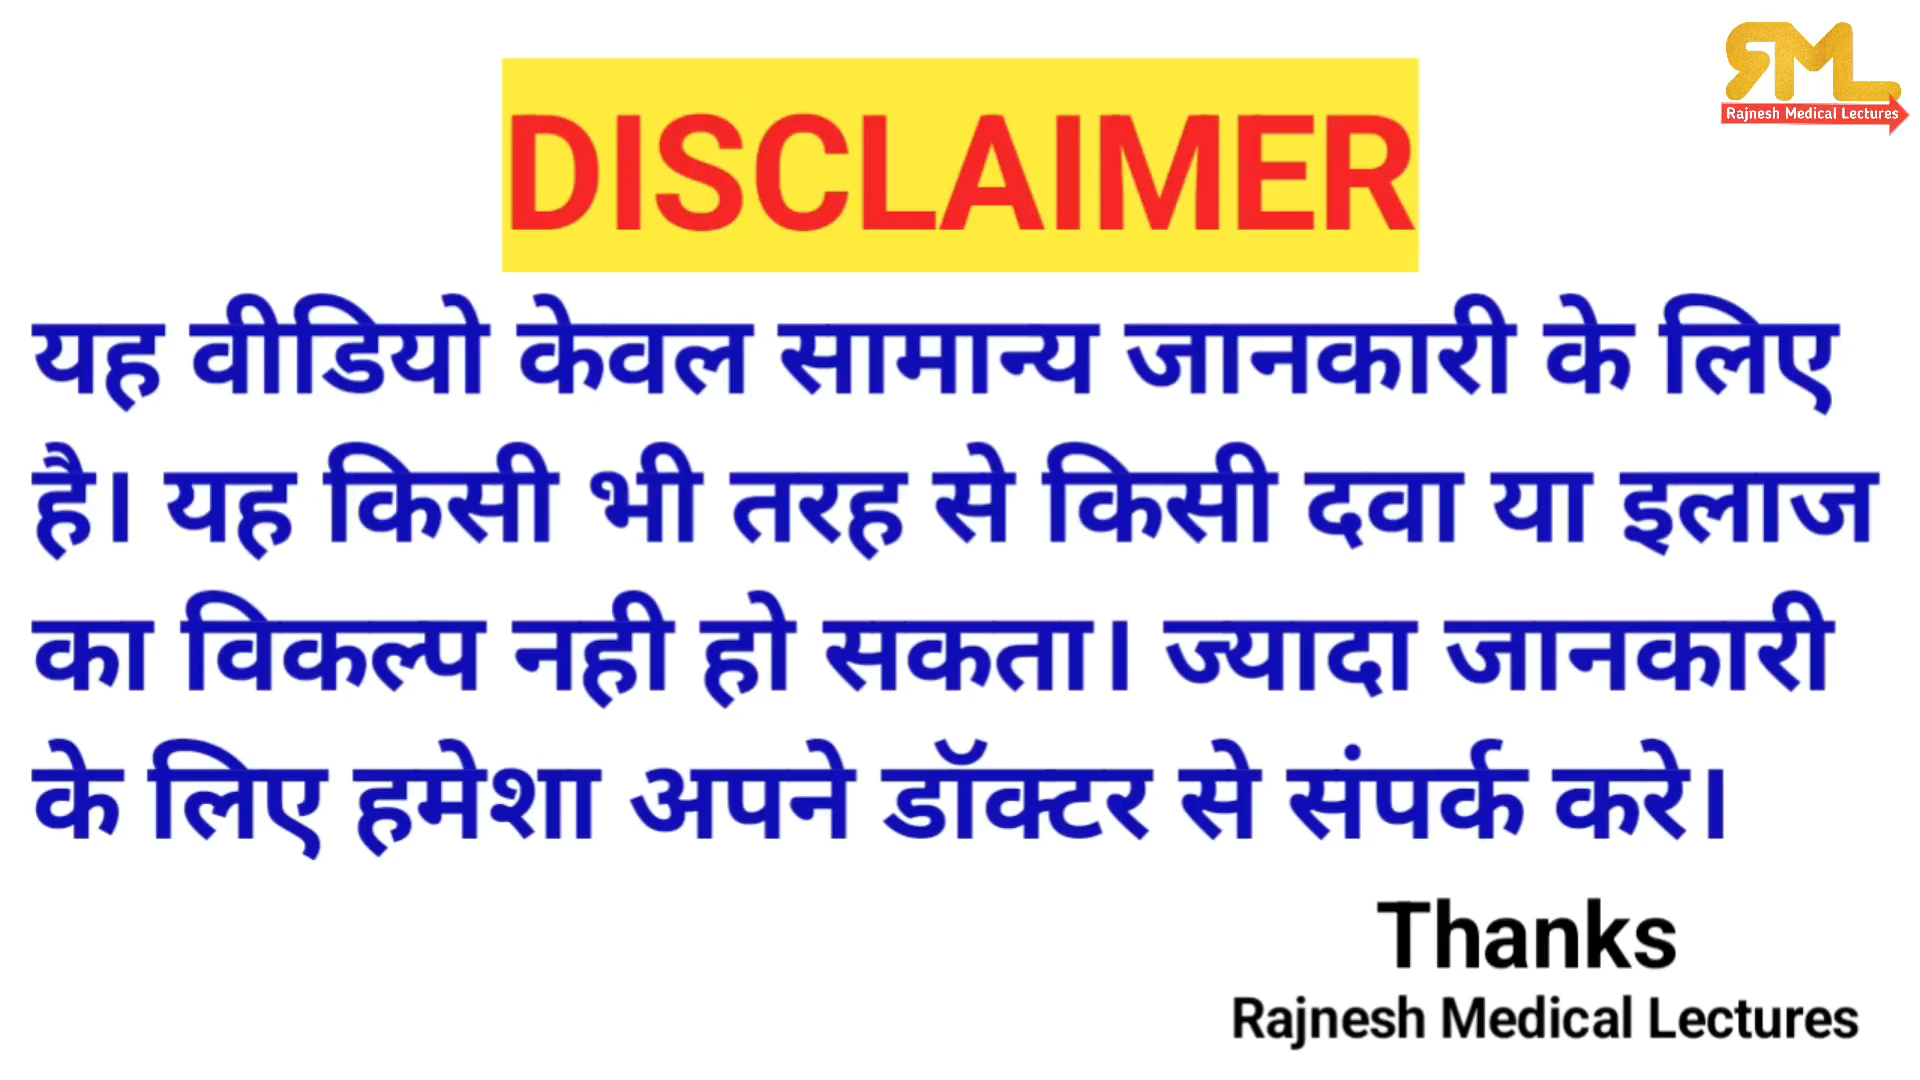 RML
Rajnesh Medical Lectures
DISCLAIMER
यह वीडियो केवल सामान्य जानकारी के लिए
है। यह किसी भी तरह से किसी दवा या इलाज
का विकल्प नही हो सकता। ज्यादा जानकारी
के लिए हमेशा अपने डॉक्टर से संपर्क करे।
Thanks
Rajnesh Medical Lectures